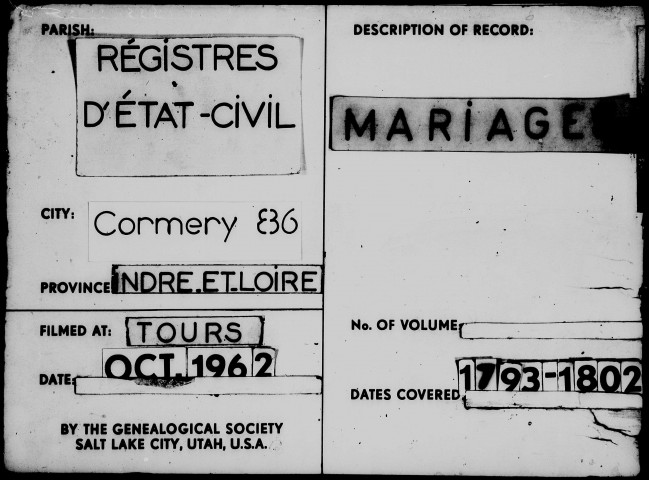 PARISH:
RÉGISTRES
D'ÉTAT-CIVIL
CITY:
Cormery
PROVINCE INDRE.ET.LOIRE
FILMED AT: TOURS
DATE: OCT. 1962
BY THE GENEALOGICAL SOCIETY
SALT LAKE CITY, UTAH, U.S.A.
DESCRIPTION OF RECORD:
MARIAGE
No. OF VOLUME:
DATES COVERED 1793-1802